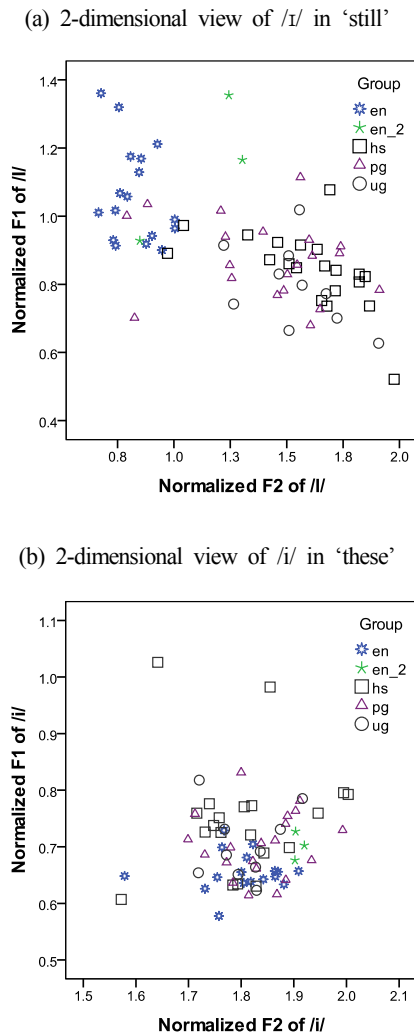 (a) 2-dimensional view of /ɪ/ in ‘still’
1.4
1.2
1.0
0.8
0.6
0.4
Normalized F1 of /I/
Group
en
en_2
hs
pg
ug
0.8 1.0 1.3 1.5 1.8 2.0
Normalized F2 of /I/
(b) 2-dimensional view of /i/ in ‘these’
1.1
1.0
0.9
0.8
0.7
0.6
0.5
Normalized F1 of /i/
Group
en
en_2
hs
pg
ug
1.5 1.6 1.7 1.8 1.9 2.0 2.1
Normalized F2 of /i/